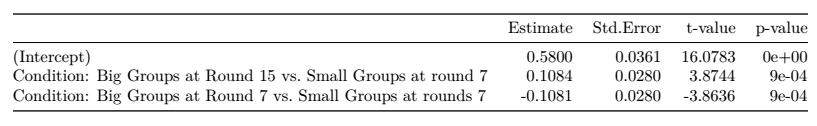 Estimate Std.Error t-value p-value
(Intercept) 0.5800 0.0361 16.0783 0e+00
Condition: Big Groups at Round 15 vs. Small Groups at round 7 0.1084 0.0280 3.8744 9e-04
Condition: Big Groups at Round 7 vs. Small Groups at rounds 7 -0.1081 0.0280 -3.8636 9e-04